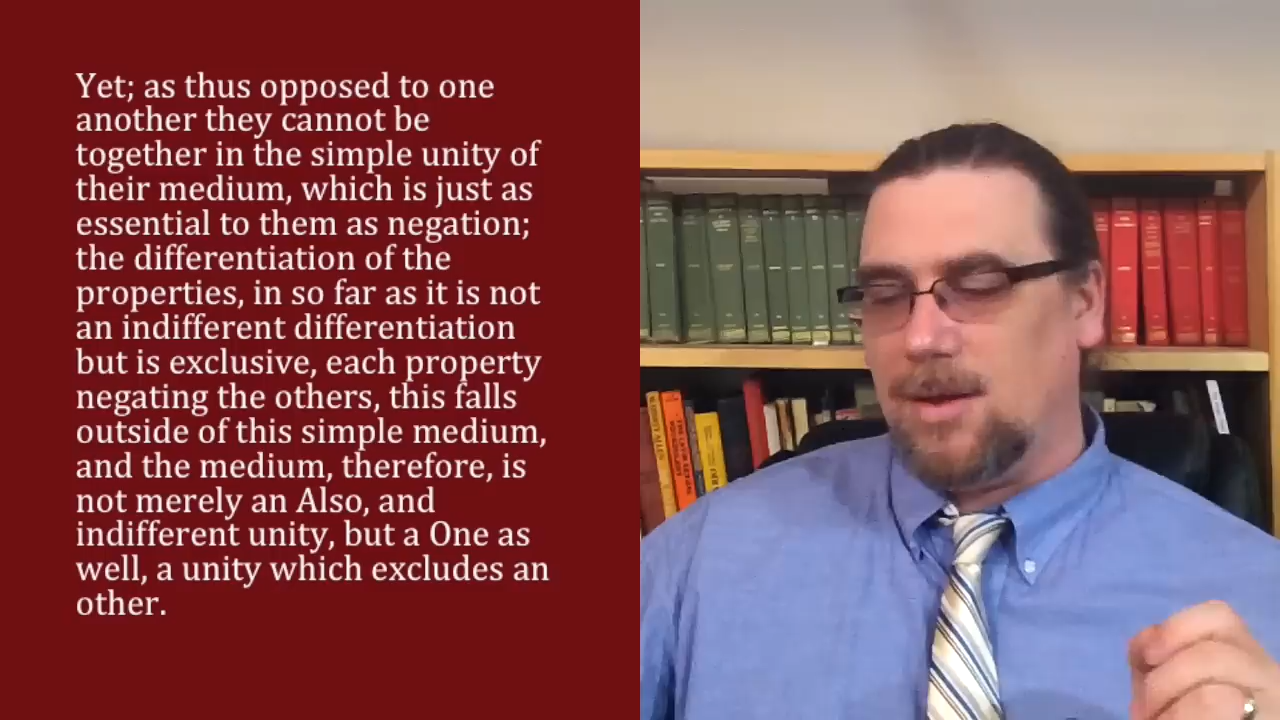 Yet; as thus opposed to one
another they cannot be
together in the simple unity of
their medium, which is just as
essential to them as negation;
the differentiation of the
properties, in so far as it is not
an indifferent differentiation
but is exclusive, each property
negating the others, this falls
outside of this simple medium,
and the medium, therefore, is
not merely an Also, and
indifferent unity, but a One as
well, a unity which excludes an
other.